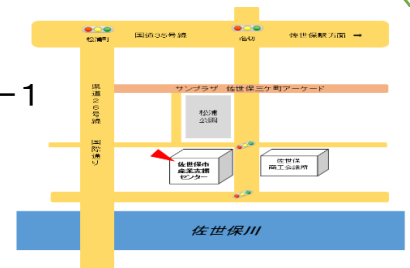 松浦町
国道35号線
名切
佐世保駅方面 →
－１
サンプラザ 佐世保三ヶ町アーケード
県道26号線
国際通り
松浦
公園
佐世保市
産業支援
センター
佐世保
商工会議所
佐世保川